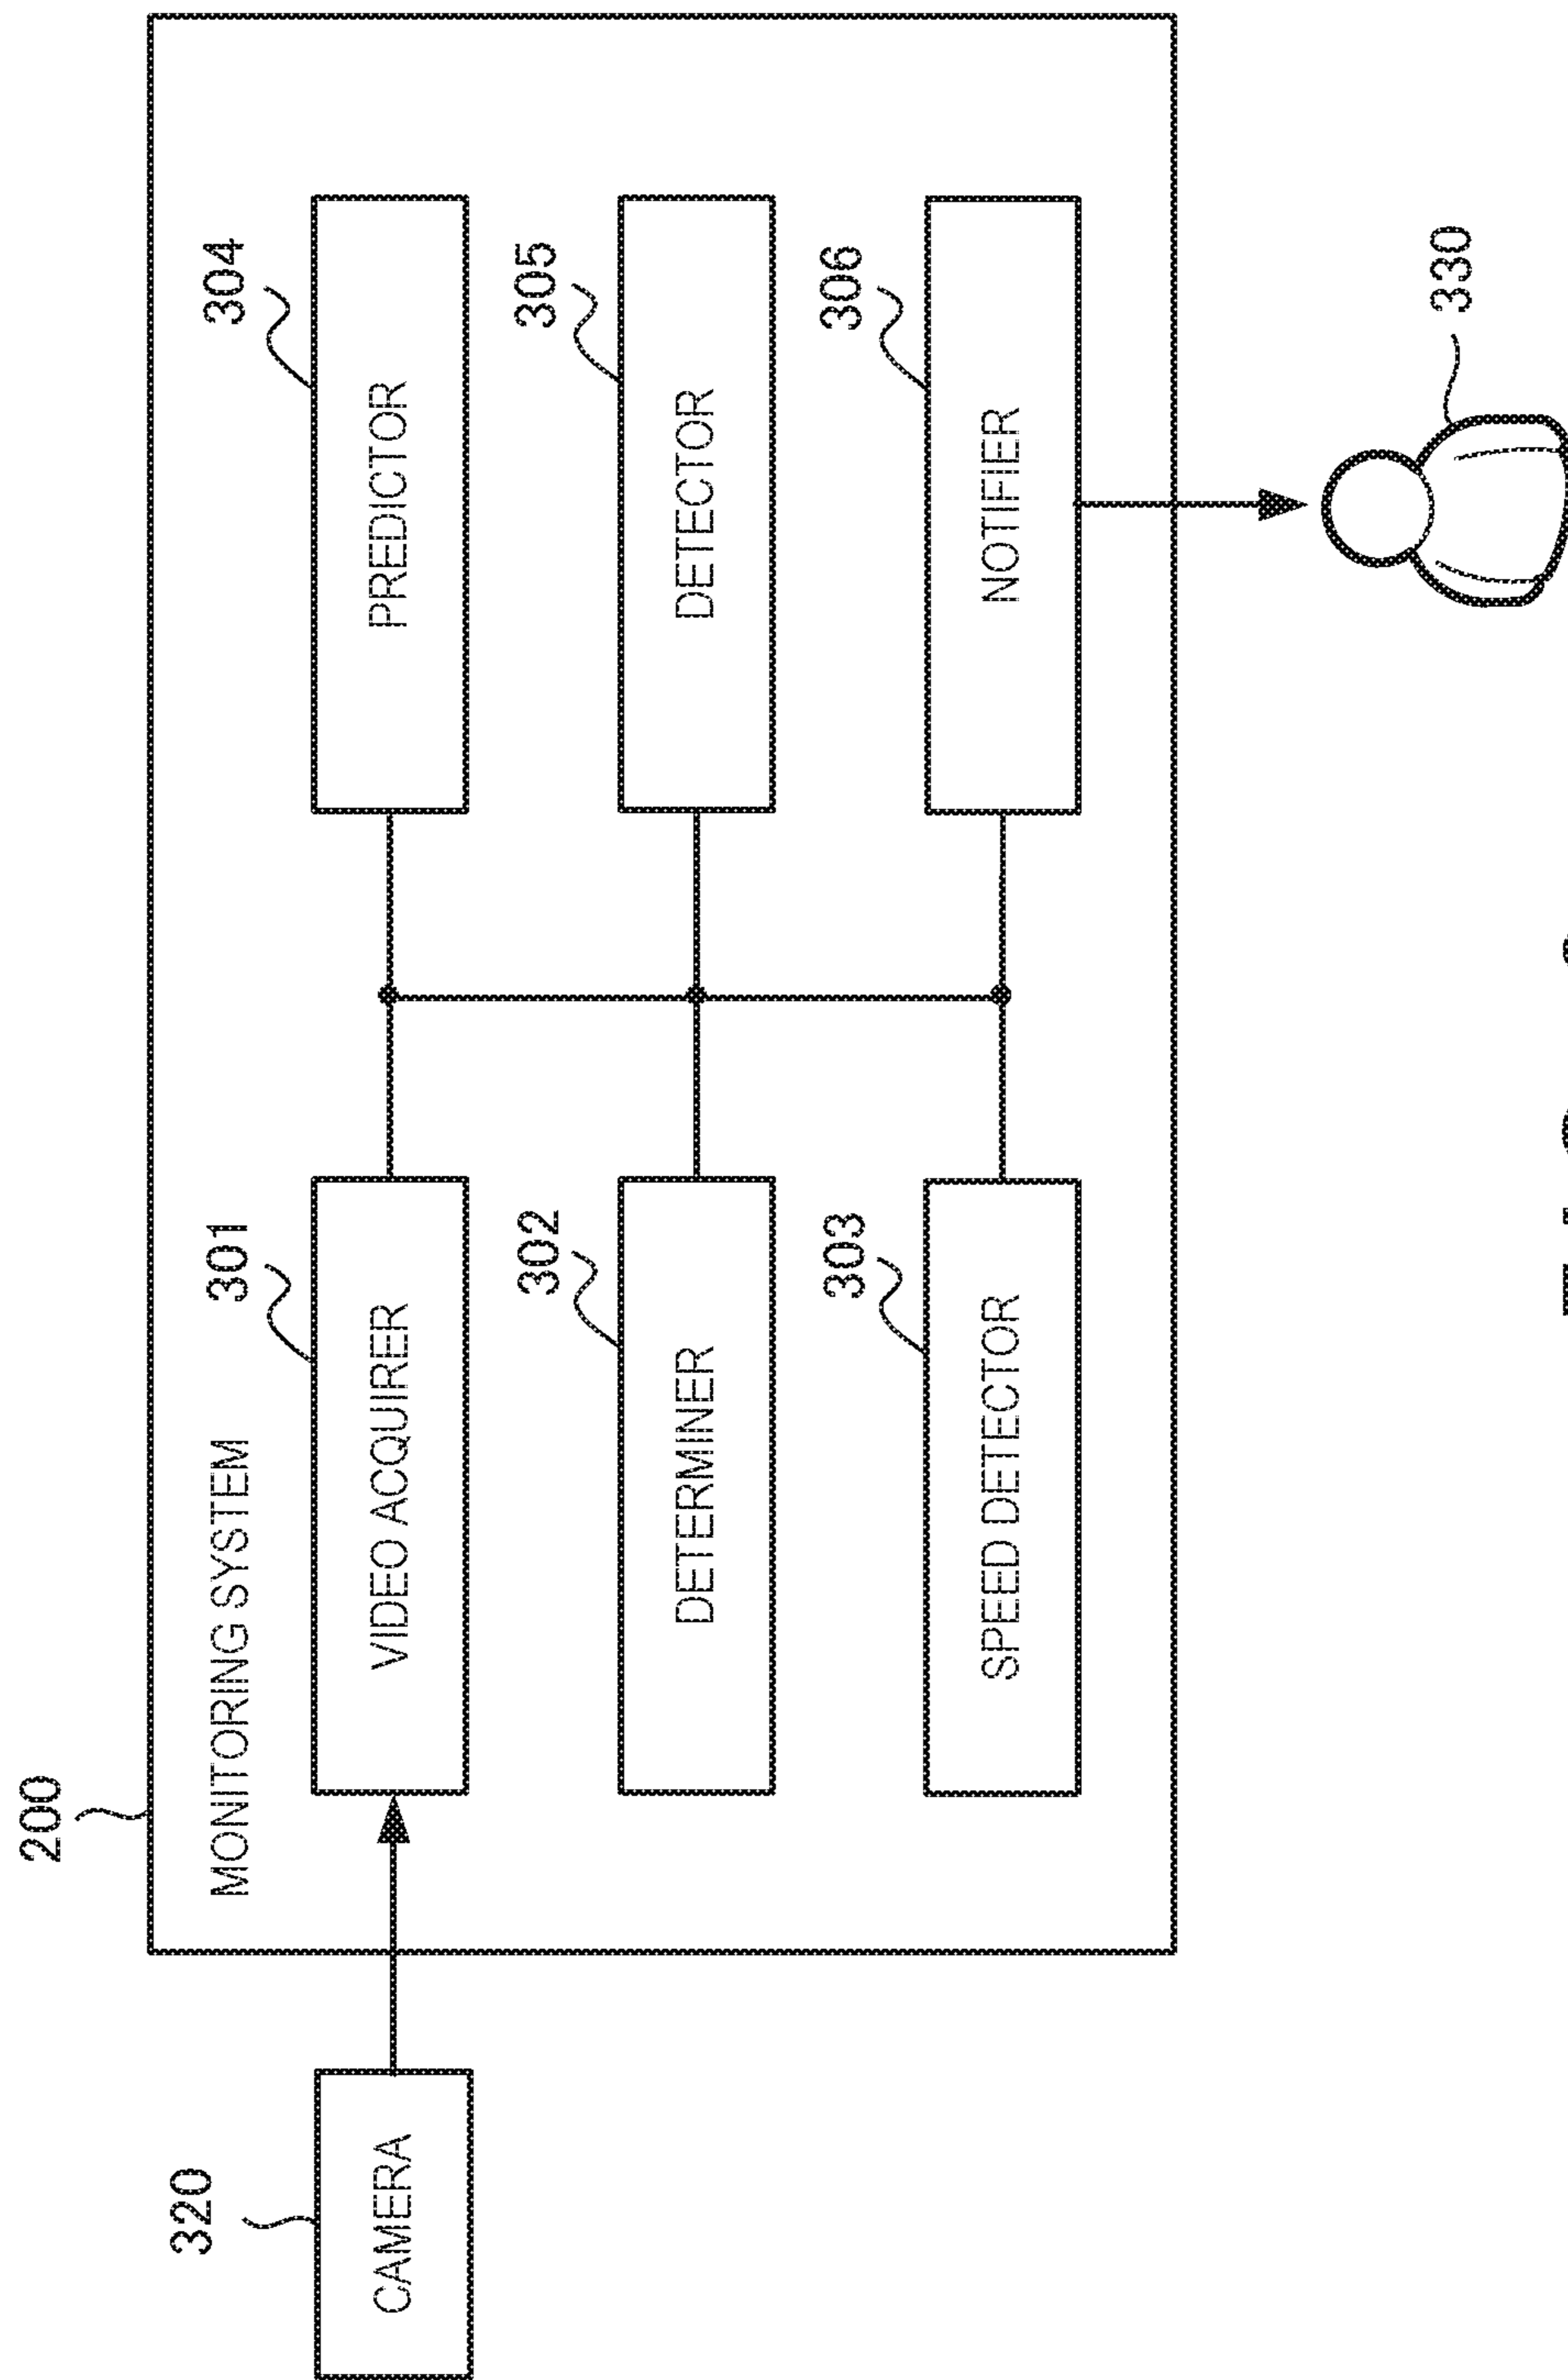 200
MONITORING SYSTEM
320
CAMERA
301
VIDEO ACQUIRER
304
PREDICTOR
302
DETERMINER
305
DETECTOR
303
SPEED DETECTOR
306
NOTIFIER
330